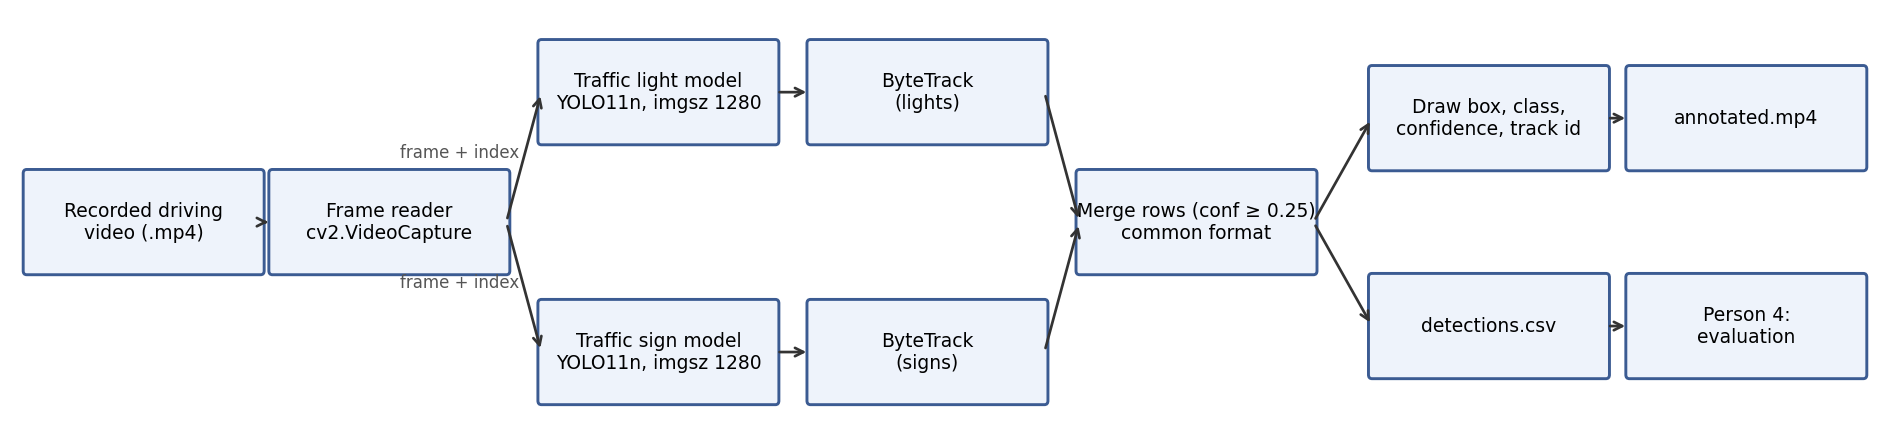 Recorded driving
video (.mp4)
Frame reader
cv2.VideoCapture
frame + index
frame + index
Traffic light model
YOLO11n, imgsz 1280
ByteTrack
(lights)
Traffic sign model
YOLO11n, imgsz 1280
ByteTrack
(signs)
Merge rows (conf ≥ 0.25)
common format
Draw box, class,
confidence, track id
annotated.mp4
detections.csv
Person 4:
evaluation